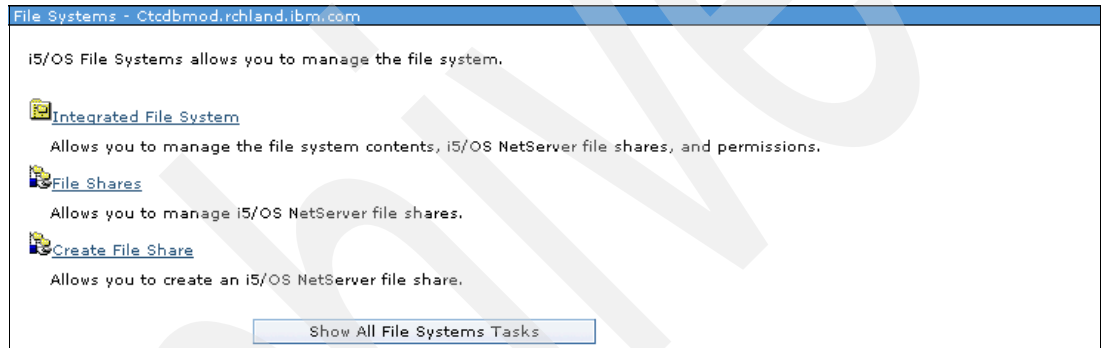 File Systems - Ctcdbmod.rchland.ibm.com
i5/OS File Systems allows you to manage the file system.
Integrated File System
Allows you to manage the file system contents, i5/OS NetServer file shares, and permissions.
File Shares
Allows you to manage i5/OS NetServer file shares.
Create File Share
Allows you to create an i5/OS NetServer file share.
Show All File Systems Tasks